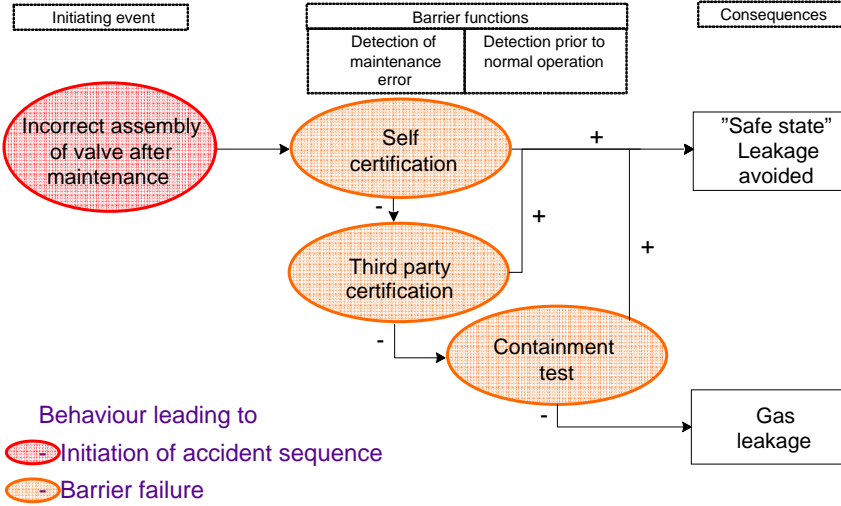 Initiating event
Barrier functions
Consequences
Detection of
maintenance
error
Detection prior to
normal operation
Incorrect assembly
of valve after
maintenance
Self
certification
+
"Safe state"
Leakage
avoided
-
+
Third party
certification
+
-
Containment
test
-
Gas
leakage
Behaviour leading to
- Initiation of accident sequence
- Barrier failure